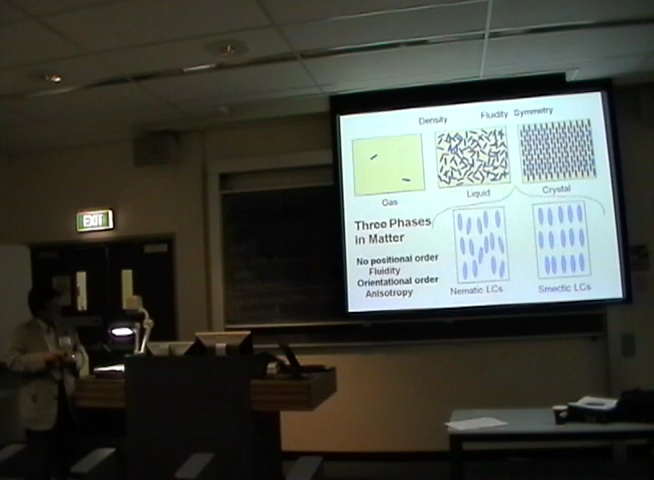 Density Fluidity Symmetry
Gas Liquid Crystal
Three Phases
in Matter
No positional order
Fluidity
Orientational order
Anisotropy
Nematic LCs Smectic LCs
EXIT